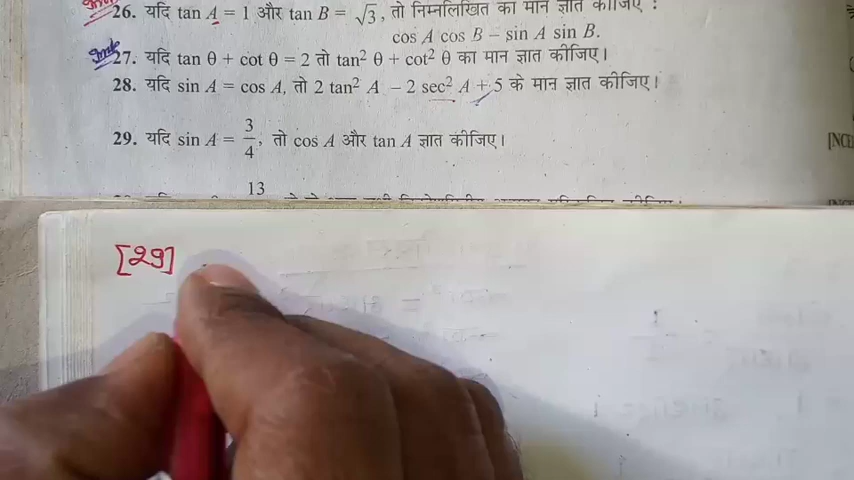 26. यदि tan A = 1 और tan B = √3, तो निम्नलिखित का मान ज्ञात कीजिए :
cos A cos B – sin A sin B.
27. यदि tan θ + cot θ = 2 तो tan² θ + cot² θ का मान ज्ञात कीजिए।
28. यदि sin A = cos A, तो 2 tan² A – 2 sec² A + 5 के मान ज्ञात कीजिए।
29. यदि sin A = 3/4, तो cos A और tan A ज्ञात कीजिए।
[NCE
13
[29]